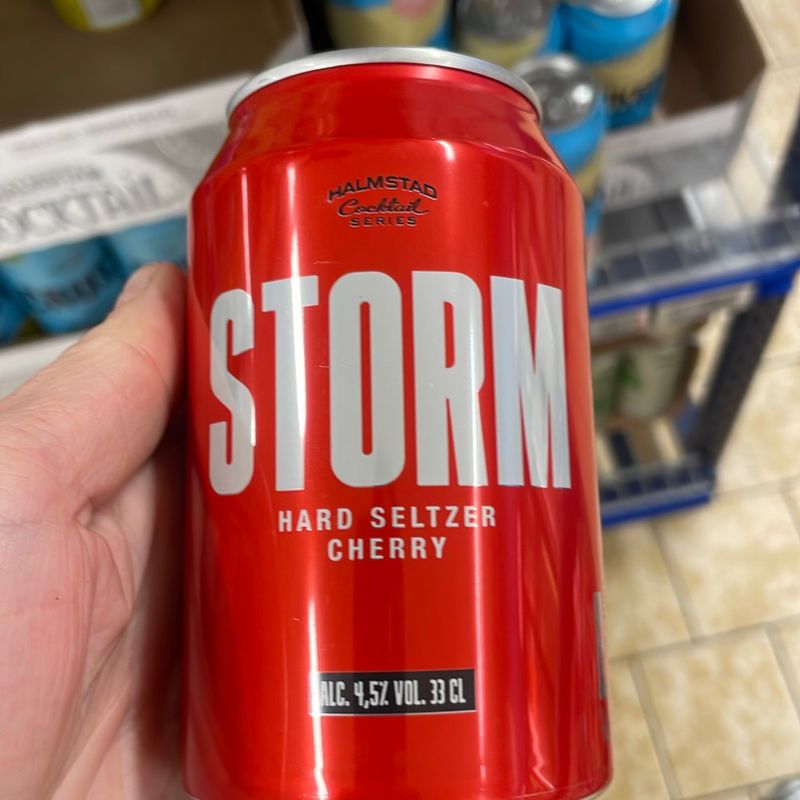 HALMSTAD
Cocktail
SERIES
STORM
HARD SELTZER
CHERRY
ALC. 4,5% VOL. 33 CL